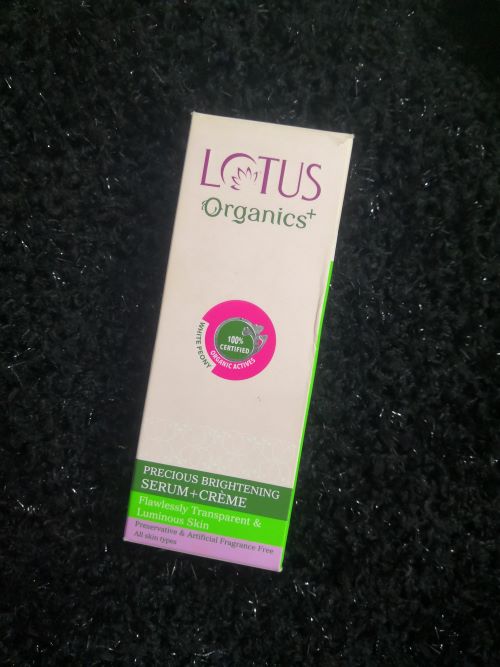 LOTUS
Organics+
WHITE PEONY
100%
CERTIFIED
ORGANIC ACTIVES
PRECIOUS BRIGHTENING
SERUM+CRÈME
Flawlessly Transparent &
Luminous Skin
Preservative & Artificial Fragrance Free
All skin types